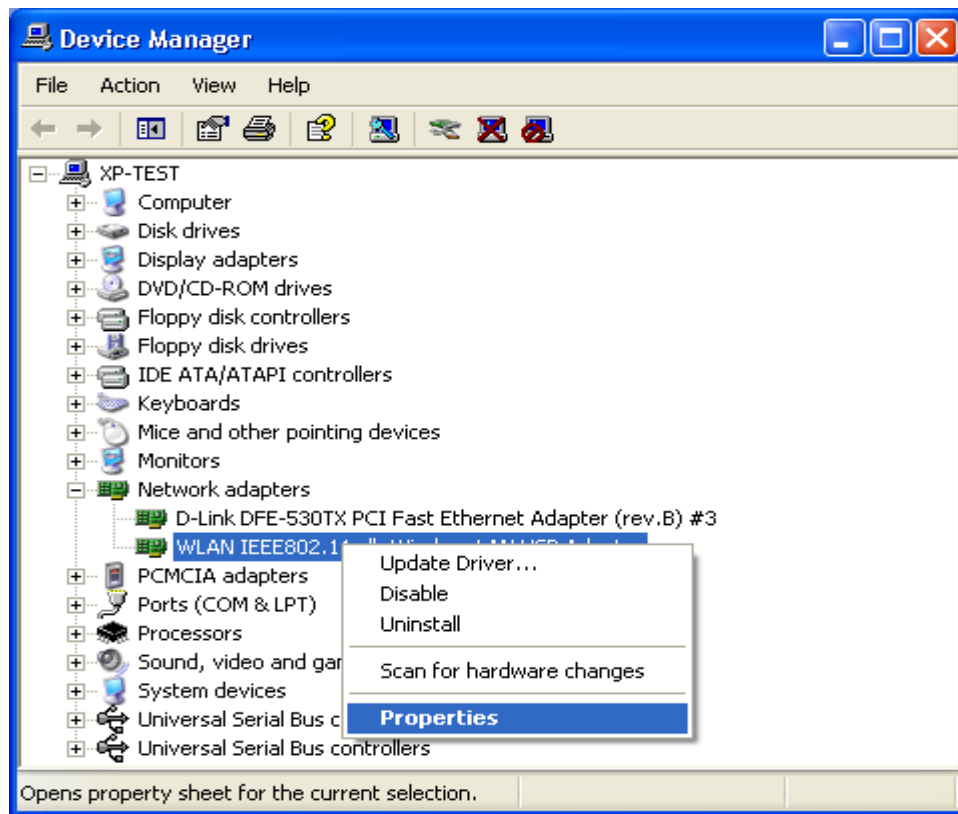 Device Manager
File Action View Help
XP-TEST
Computer
Disk drives
Display adapters
DVD/CD-ROM drives
Floppy disk controllers
Floppy disk drives
IDE ATA/ATAPI controllers
Keyboards
Mice and other pointing devices
Monitors
Network adapters
D-Link DFE-530TX PCI Fast Ethernet Adapter (rev.B) #3
WLAN IEEE802.11
Update Driver...
PCMCIA adapters
Disable
Ports (COM & LPT)
Uninstall
Processors
Sound, video and gar
Scan for hardware changes
System devices
Universal Serial Bus c
Properties
Universal Serial Bus controllers
Opens property sheet for the current selection.